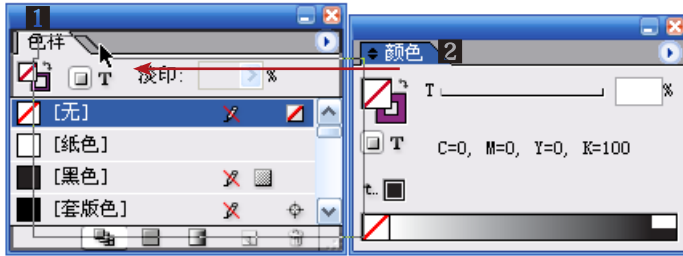 1
色样
T 淡印: %
[无]
[纸色]
[黑色]
[套版色]
颜色 2
T %
T C=0, M=0, Y=0, K=100
t..